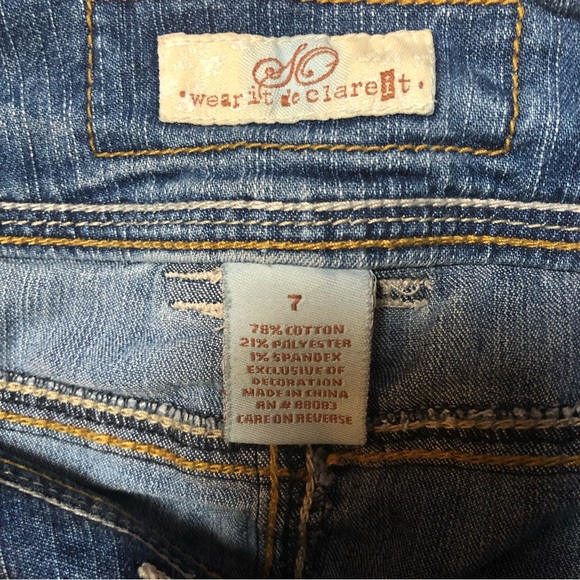 SO
· wear it declare it ·
7
78% COTTON
21% POLYESTER
1% SPANDEX
EXCLUSIVE OF
DECORATION
MADE IN CHINA
RN # 88083
CARE ON REVERSE